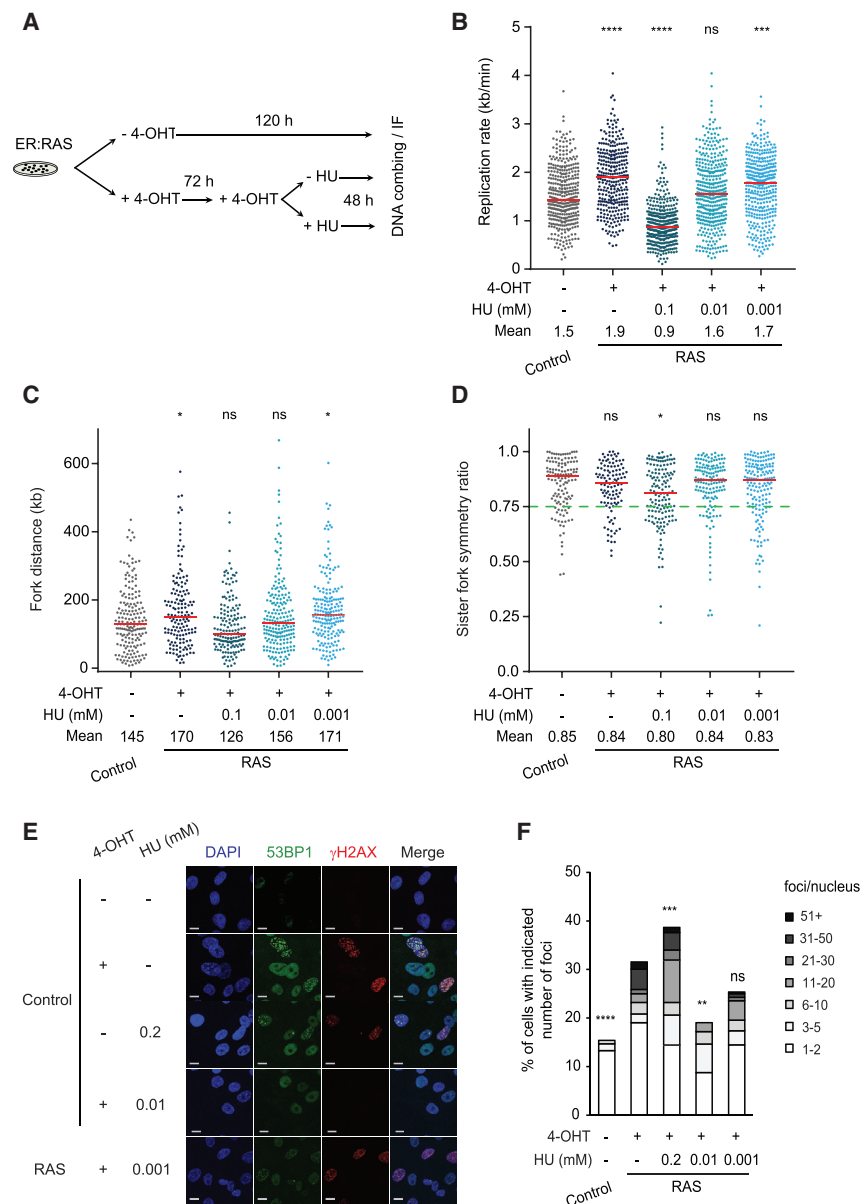 A
ER:RAS
- 4-OHT
120 h
+ 4-OHT
72 h
+ 4-OHT
- HU
48 h
+ HU
DNA combing / IF
B
Replication rate (kb/min)
5
4
3
2
1
0
**** **** ns ***
4-OHT - + + + +
HU (mM) - - 0.1 0.01 0.001
Mean 1.5 1.9 0.9 1.6 1.7
Control RAS
C
Fork distance (kb)
600
400
200
0
* ns ns *
4-OHT - + + + +
HU (mM) - - 0.1 0.01 0.001
Mean 145 170 126 156 171
Control RAS
D
Sister fork symmetry ratio
1.0
0.75
0.50
0.25
0.0
ns * ns ns
4-OHT - + + + +
HU (mM) - - 0.1 0.01 0.001
Mean 0.85 0.84 0.80 0.84 0.83
Control RAS
E
4-OHT HU (mM) DAPI 53BP1 γH2AX Merge
- -
+ -
Control
- 0.2
+ 0.01
RAS + 0.001
F
% of cells with indicated
number of foci
50
40
30
20
10
0
**** *** ** ns
foci/nucleus
51+
31-50
21-30
11-20
6-10
3-5
1-2
4-OHT - + + + +
HU (mM) - - 0.2 0.01 0.001
Control RAS